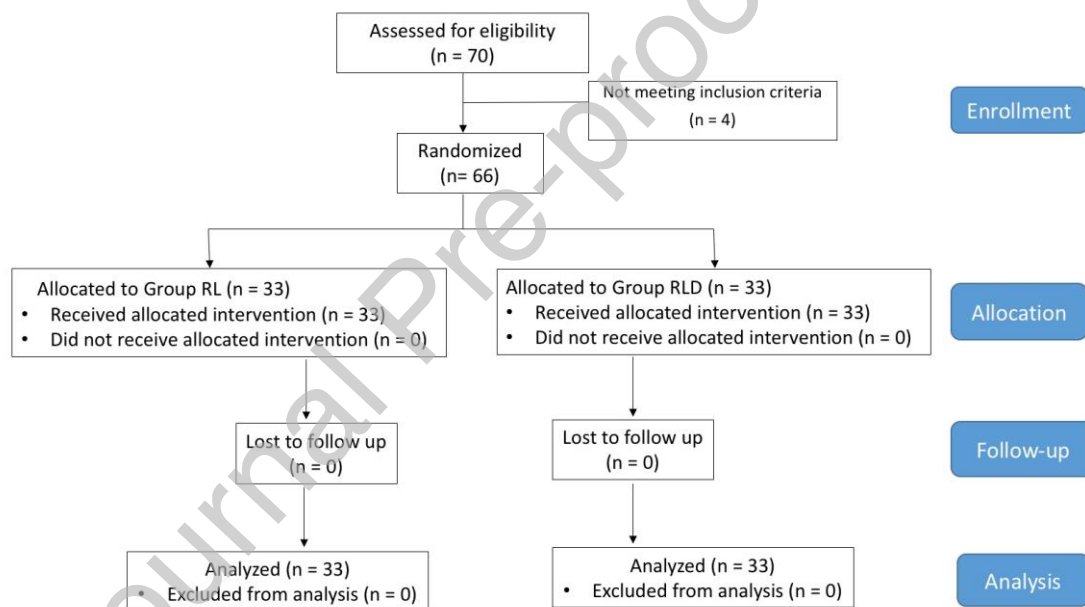 Assessed for eligibility
(n = 70)
Not meeting inclusion criteria
(n = 4)
Enrollment
Randomized
(n= 66)
Allocated to Group RL (n = 33)
• Received allocated intervention (n = 33)
• Did not receive allocated intervention (n = 0)
Allocated to Group RLD (n = 33)
• Received allocated intervention (n = 33)
• Did not receive allocated intervention (n = 0)
Allocation
Lost to follow up
(n = 0)
Lost to follow up
(n = 0)
Follow-up
Analyzed (n = 33)
• Excluded from analysis (n = 0)
Analyzed (n = 33)
• Excluded from analysis (n = 0)
Analysis
Journal Pre-proo